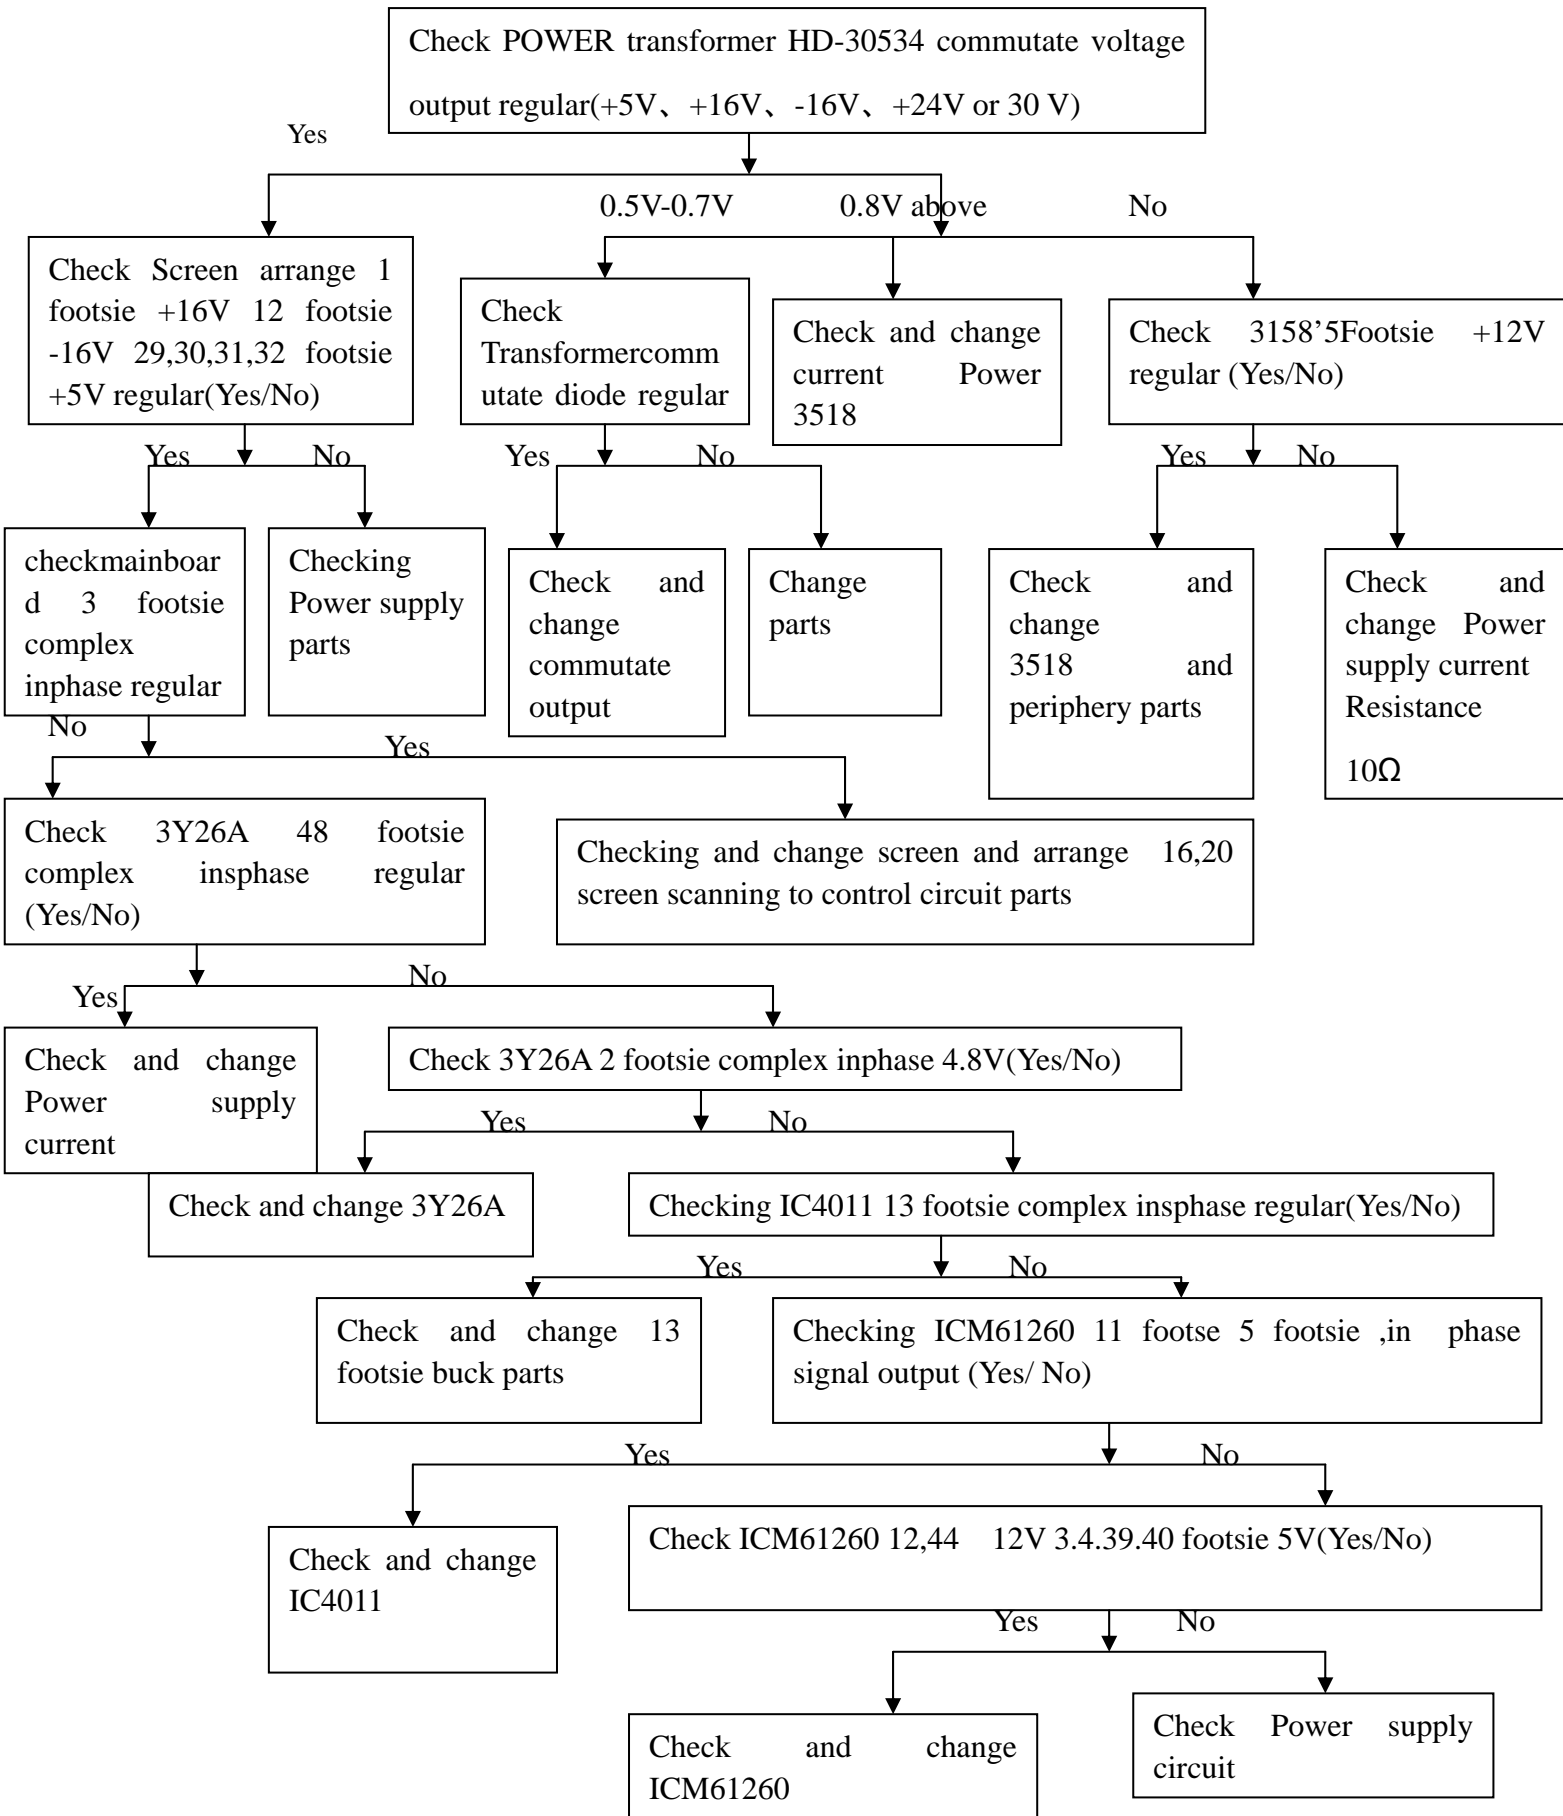 Check POWER transformer HD-30534 commutate voltage
output regular(+5V、+16V、-16V、+24V or 30 V)
Yes
0.5V-0.7V
0.8V above
No
Check Screen arrange 1
footsie +16V 12 footsie
-16V 29,30,31,32 footsie
+5V regular(Yes/No)
Check
Transformercomm
utate diode regular
Check and change
current Power
3518
Check 3158’5Footsie +12V
regular (Yes/No)
Yes
No
Yes
No
Yes
No
checkmainboar
d 3 footsie
complex
inphase regular
Checking
Power supply
parts
Check and
change
commutate
output
Change
parts
Check and
change
3518 and
periphery parts
Check and
change Power
supply current
Resistance
10Ω
No
Yes
Check 3Y26A 48 footsie
complex insphase regular
(Yes/No)
Checking and change screen and arrange 16,20
screen scanning to control circuit parts
Yes
No
Check and change
Power supply
current
Check 3Y26A 2 footsie complex inphase 4.8V(Yes/No)
Yes
No
Check and change 3Y26A
Checking IC4011 13 footsie complex insphase regular(Yes/No)
Yes
No
Check and change 13
footsie buck parts
Checking ICM61260 11 footse 5 footsie ,in phase
signal output (Yes/ No)
Yes
No
Check and change
IC4011
Check ICM61260 12,44 12V 3.4.39.40 footsie 5V(Yes/No)
Yes
No
Check and change
ICM61260
Check Power supply
circuit